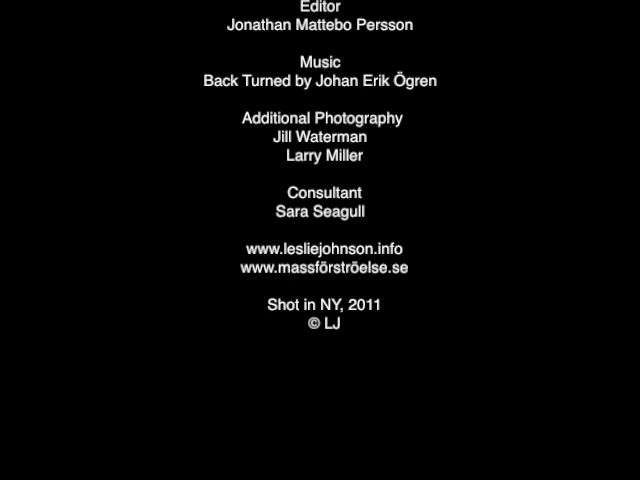 Editor
Jonathan Mattebo Persson
Music
Back Turned by Johan Erik Ögren
Additional Photography
Jill Waterman
Larry Miller
Consultant
Sara Seagull
www.lesliejohnson.info
www.massförströelse.se
Shot in NY, 2011
© LJ